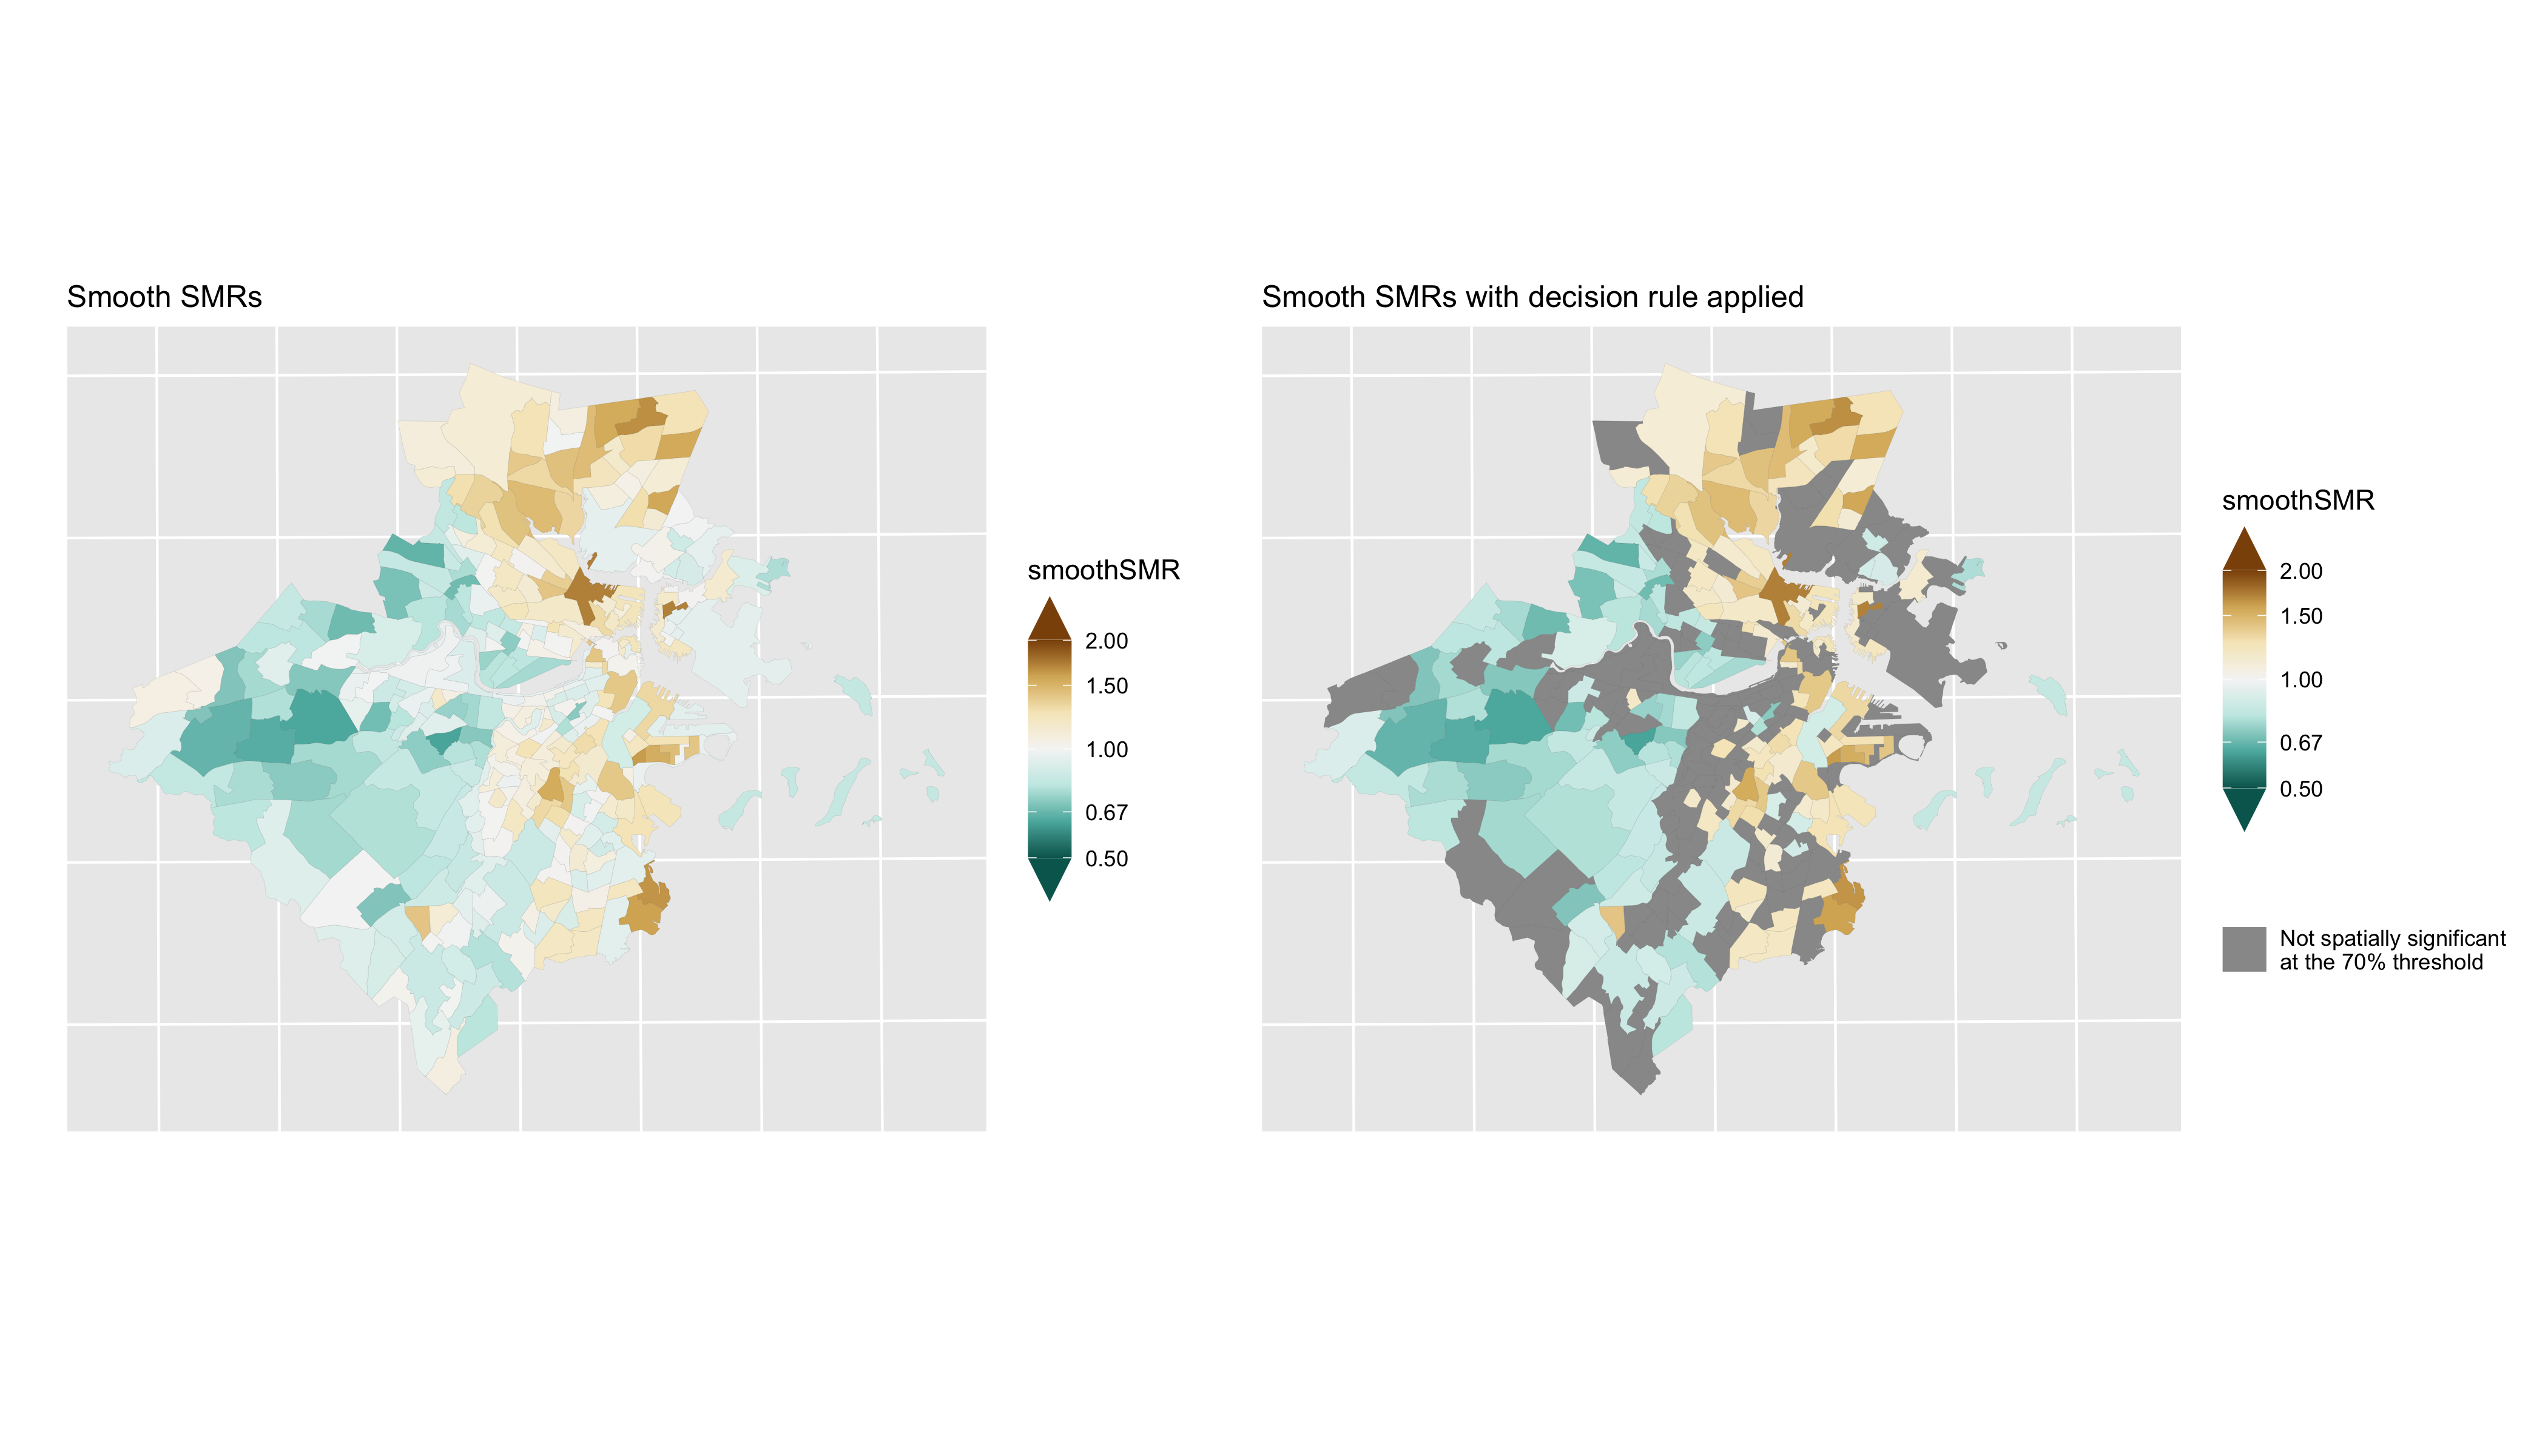 Smooth SMRs
smoothSMR
2.00
1.50
1.00
0.67
0.50
Smooth SMRs with decision rule applied
smoothSMR
2.00
1.50
1.00
0.67
0.50
Not spatially significant
at the 70% threshold